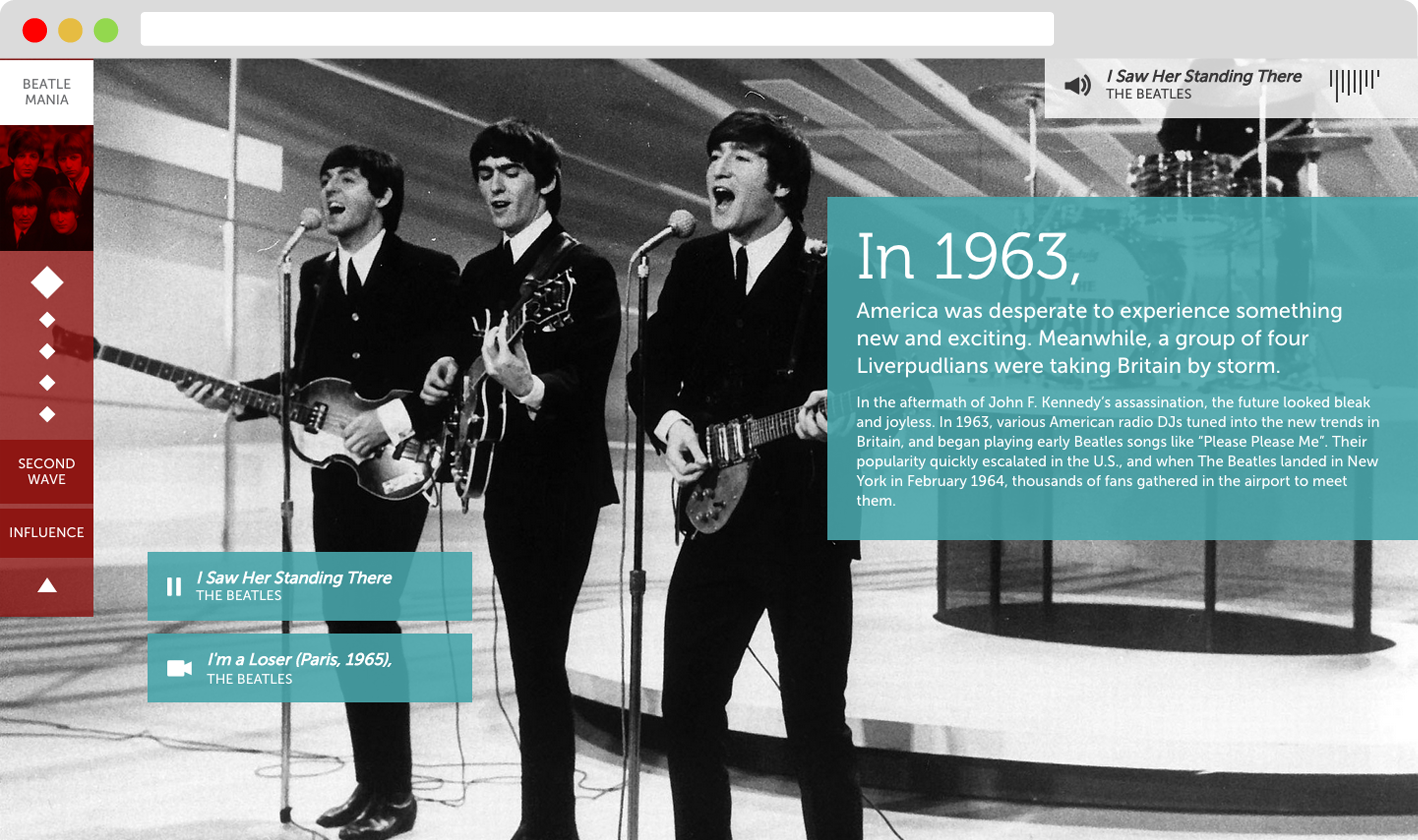 BEATLE
MANIA
I Saw Her Standing There
THE BEATLES
In 1963,
America was desperate to experience something
new and exciting. Meanwhile, a group of four
Liverpudlians were taking Britain by storm.
In the aftermath of John F. Kennedy’s assassination, the future looked bleak
and joyless. In 1963, various American radio DJs tuned into the new trends in
Britain, and began playing early Beatles songs like “Please Please Me”. Their
popularity quickly escalated in the U.S., and when The Beatles landed in New
York in February 1964, thousands of fans gathered in the airport to meet
them.
SECOND
WAVE
INFLUENCE
I Saw Her Standing There
THE BEATLES
I'm a Loser (Paris, 1965),
THE BEATLES
THE
BEATLES